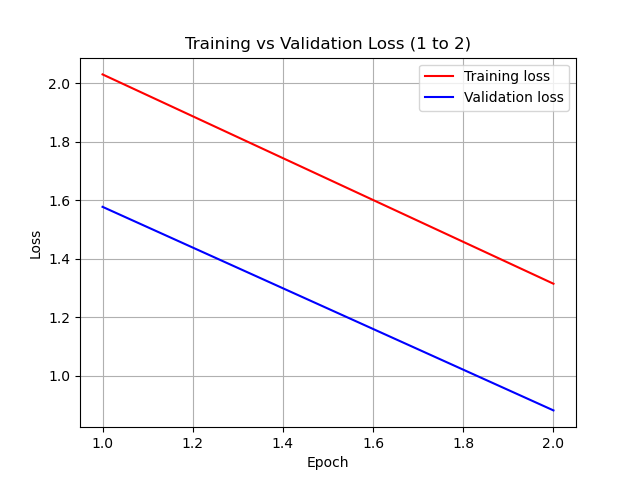 Training vs Validation Loss (1 to 2)
Training loss
Validation loss
Loss
2.0
1.8
1.6
1.4
1.2
1.0
1.0 1.2 1.4 1.6 1.8 2.0
Epoch